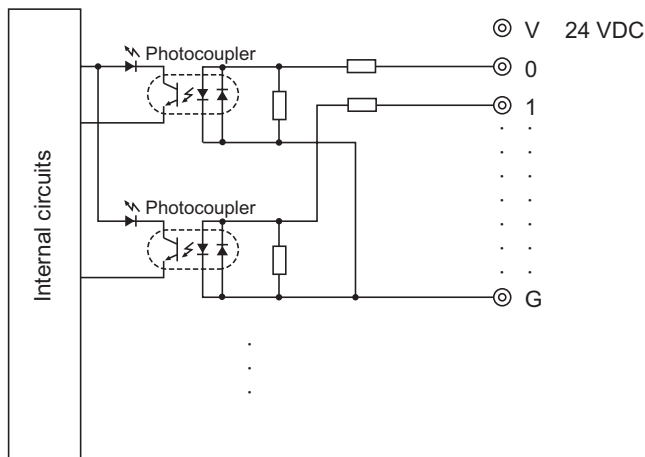 V 24 VDC
Photocoupler
0
1
Internal circuits
Photocoupler
G